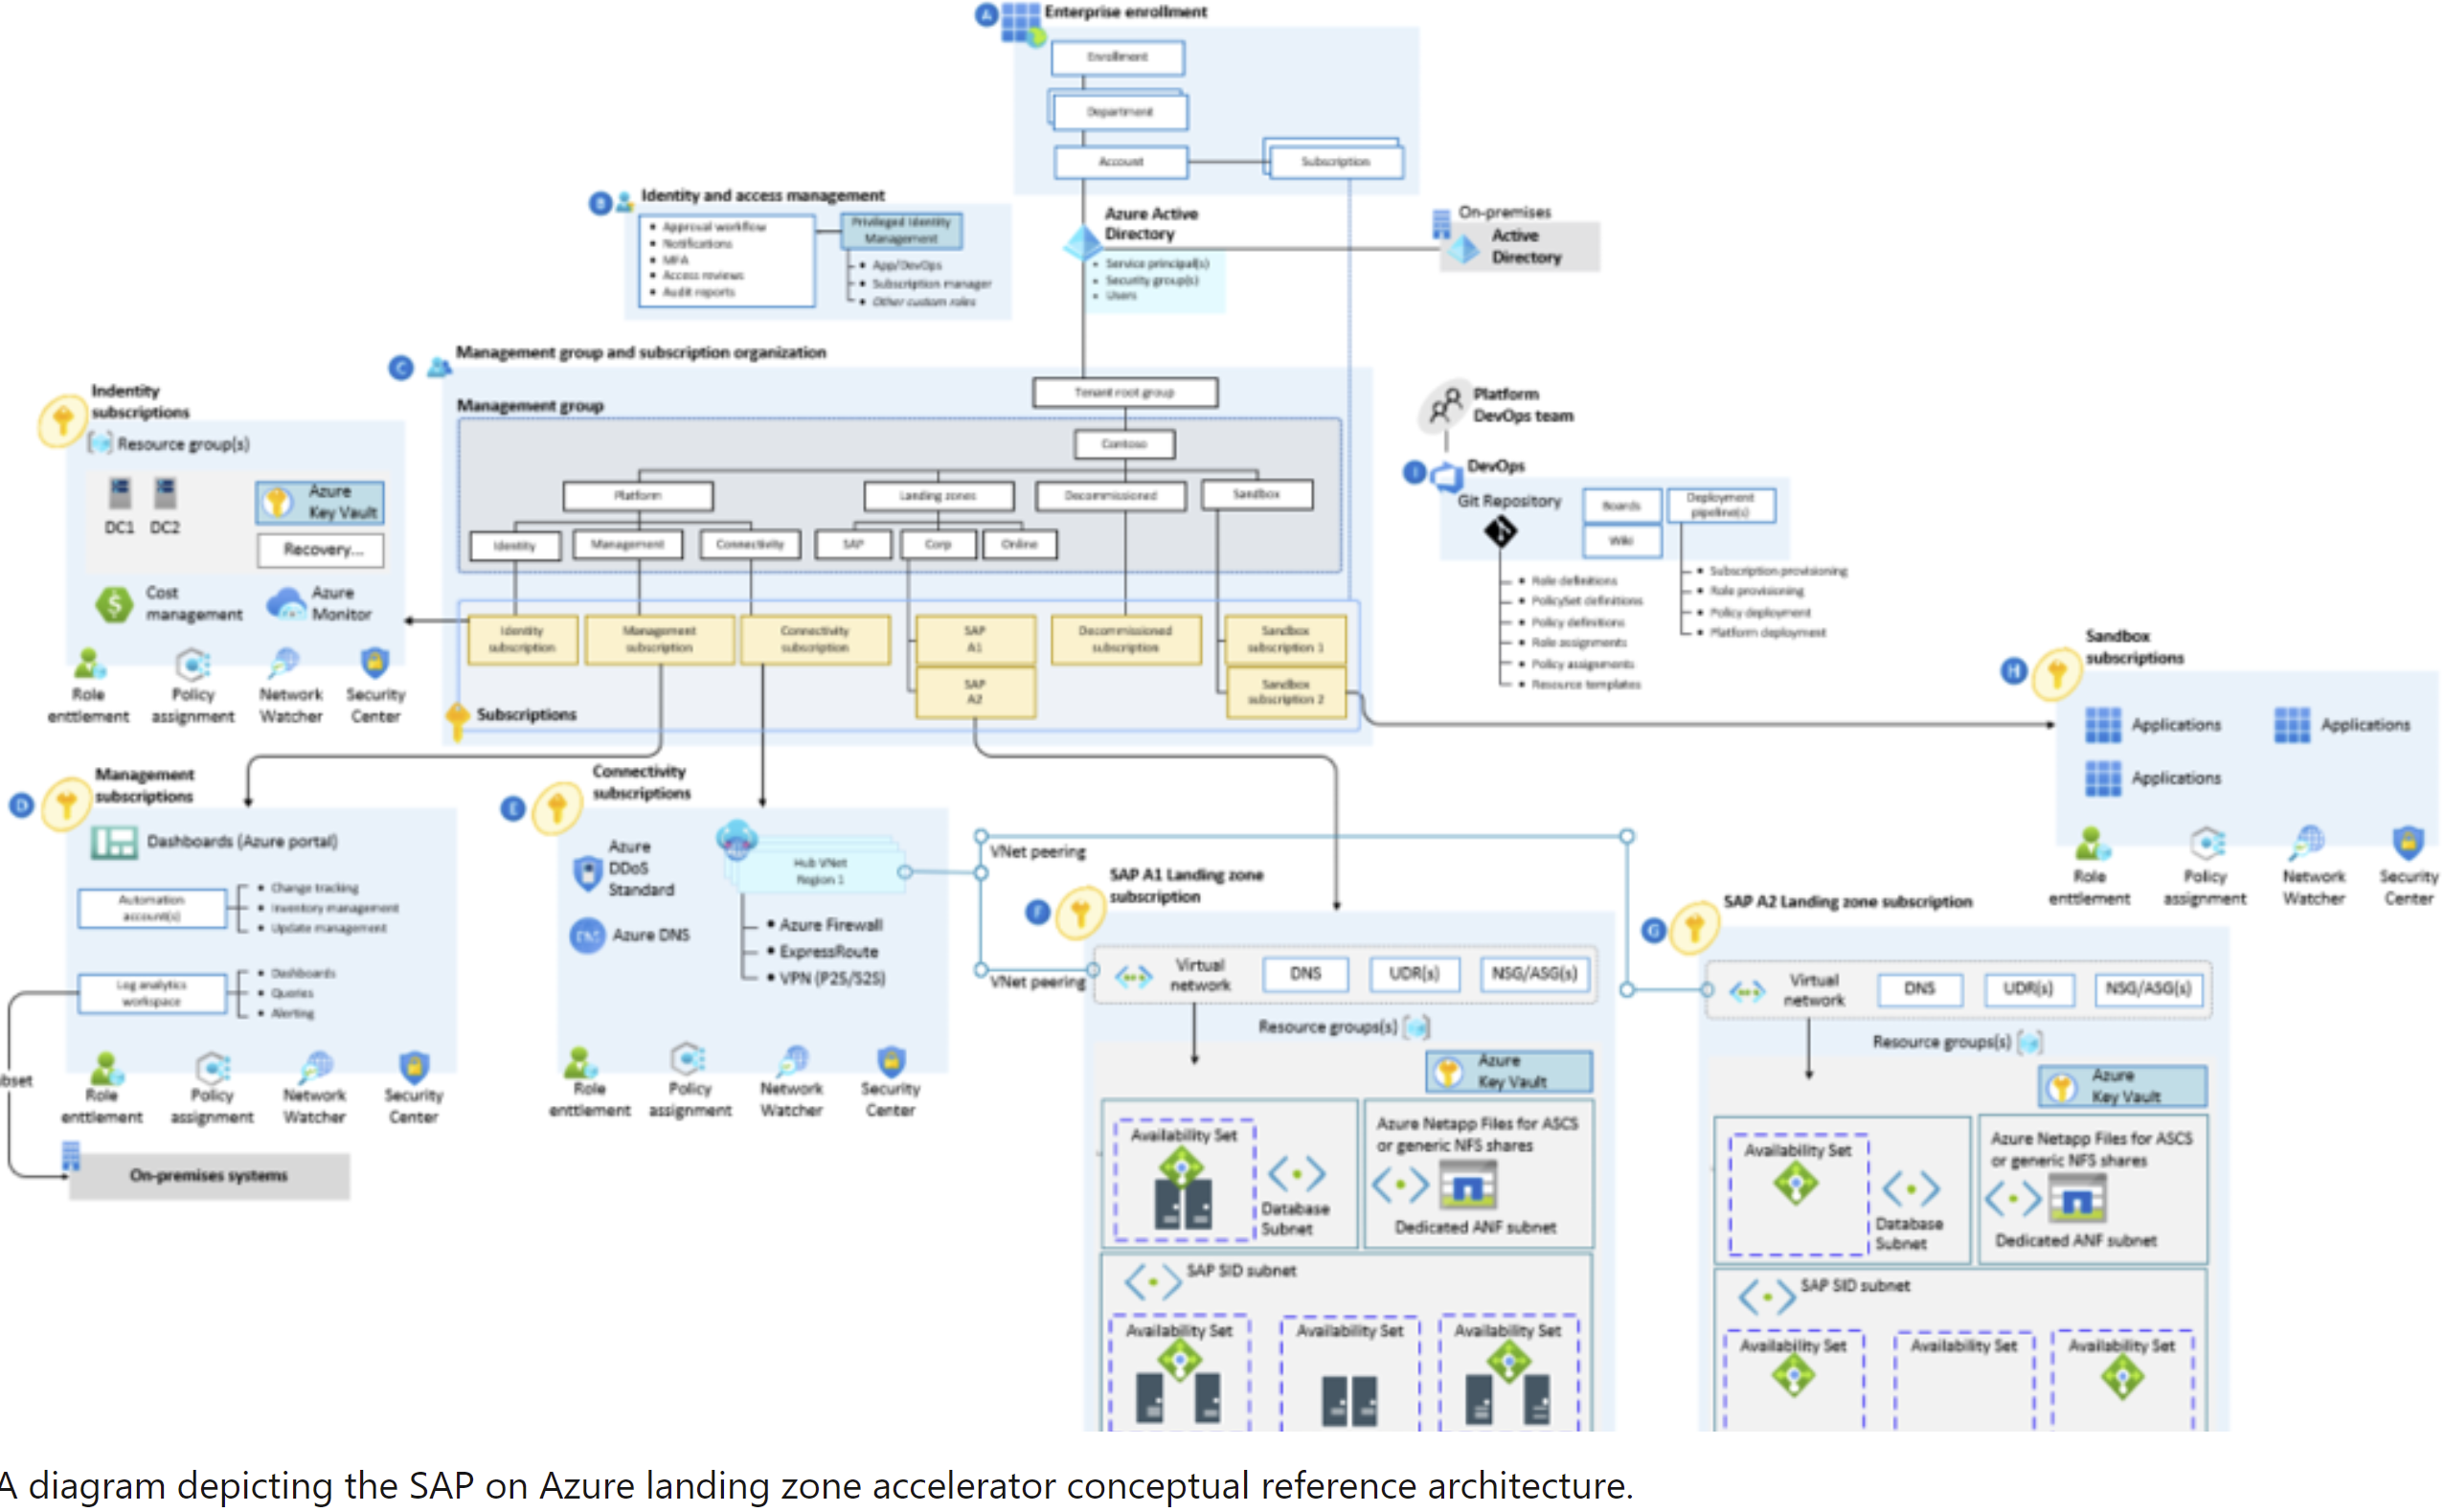 A
Enterprise enrollment
Enrollment
Department
Account
Subscription
B
Identity and access management
• Approval workflow
• Notifications
• MFA
• Access reviews
• Audit reports
Privileged Identity
Management
• App/DevOps
• Subscription manager
• Other custom roles
Azure Active
Directory
• Service principal(s)
• Security group(s)
• Users
On-premises
Active
Directory
C
Management group and subscription organization
Management group
Tenant root group
Contoso
Platform
Landing zones
Decommissioned
Sandbox
Identity
Management
Connectivity
SAP
Corp
Online
Identity
subscription
Management
subscription
Connectivity
subscription
SAP
A1
SAP
A2
Decommissioned
subscription
Sandbox
subscription 1
Sandbox
subscription 2
Subscriptions
Indentity
subscriptions
Resource group(s)
DC1
DC2
Azure
Key Vault
Recovery...
Cost
management
Azure
Monitor
Role
enttlement
Policy
assignment
Network
Watcher
Security
Center
Platform
DevOps team
I
DevOps
Git Repository
Boards
Wiki
Deployment
pipeline(s)
• Role definitions
• PolicySet definitions
• Policy definitions
• Role assignments
• Policy assignments
• Resource templates
• Subscription provisioning
• Role provisioning
• Policy deployment
• Platform deployment
H
Sandbox
subscriptions
Applications
Applications
Applications
Role
enttlement
Policy
assignment
Network
Watcher
Security
Center
D
Management
subscriptions
Dashboards (Azure portal)
Automation
account(s)
• Change tracking
• Inventory management
• Update management
Log analytics
workspace
• Dashboards
• Queries
• Alerting
Role
enttlement
Policy
assignment
Network
Watcher
Security
Center
bset
On-premises systems
E
Connectivity
subscriptions
Azure
DDoS
Standard
DNS
Azure DNS
Hub VNet
Region 1
• Azure Firewall
• ExpressRoute
• VPN (P2S/S2S)
Role
enttlement
Policy
assignment
Network
Watcher
Security
Center
VNet peering
VNet peering
F
SAP A1 Landing zone
subscription
Virtual
network
DNS
UDR(s)
NSG/ASG(s)
Resource groups(s)
Azure
Key Vault
Availability Set
Database
Subnet
Azure Netapp Files for ASCS
or generic NFS shares
Dedicated ANF subnet
SAP SID subnet
Availability Set
Availability Set
Availability Set
G
SAP A2 Landing zone subscription
Virtual
network
DNS
UDR(s)
NSG/ASG(s)
Resource groups(s)
Azure
Key Vault
Availability Set
Database
Subnet
Azure Netapp Files for ASCS
or generic NFS shares
Dedicated ANF subnet
SAP SID subnet
Availability Set
Availability Set
Availability Set
A diagram depicting the SAP on Azure landing zone accelerator conceptual reference architecture.